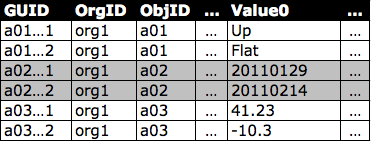 GUID OrgID ObjID ... Value0 ...
a01...1 org1 a01 ... Up ...
a01...2 org1 a01 ... Flat ...
a02...1 org1 a02 ... 20110129 ...
a02...2 org1 a02 ... 20110214 ...
a03...1 org1 a03 ... 41.23 ...
a03...2 org1 a03 ... -10.3 ...